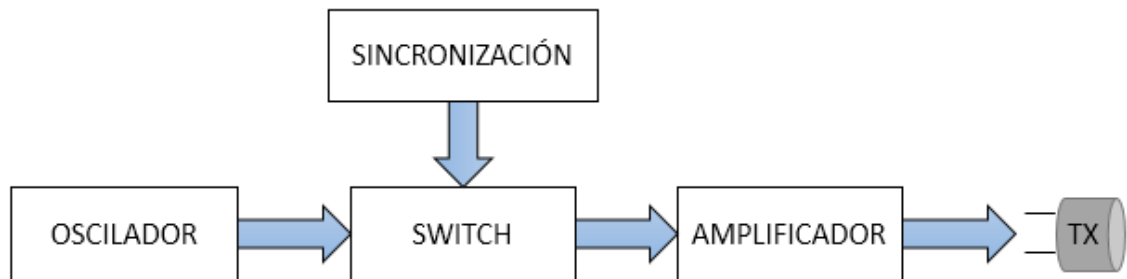 SINCRONIZACIÓN
OSCILADOR
SWITCH
AMPLIFICADOR
TX